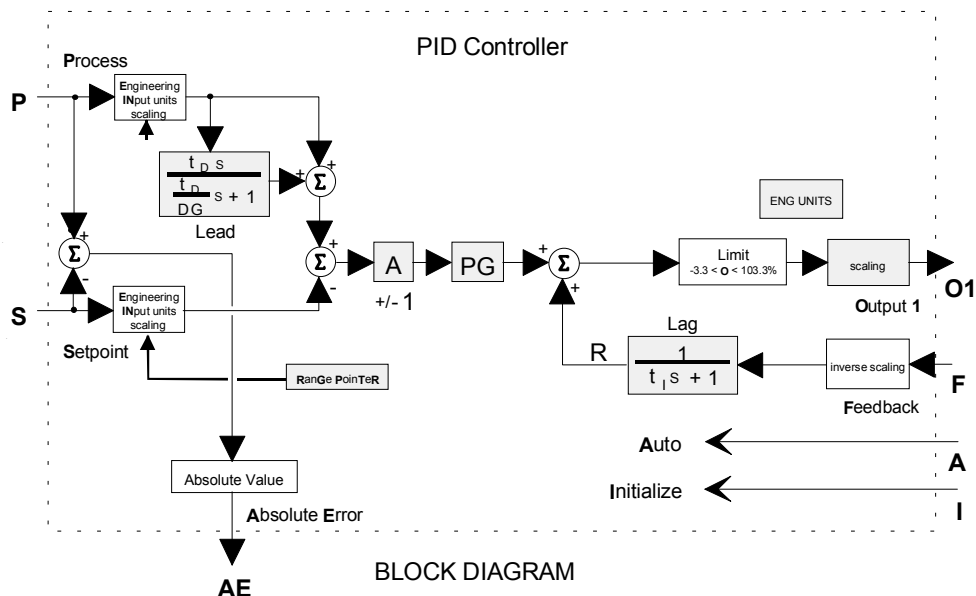 PID Controller
Process
P
Engineering
INput units
scaling
+
+
+
t D s
t D
DG
s + 1
Σ
Lead
ENG UNITS
+
Σ
-
+
Σ
-
A
PG
+
Σ
+
Limit
-3.3 < O < 103.3%
scaling
O1
+/- 1
Output 1
S
Engineering
INput units
scaling
Setpoint
Lag
R
1
t I s + 1
inverse scaling
F
Feedback
RanGe PoinTeR
Auto
A
Initialize
I
Absolute Value
Absolute Error
AE
BLOCK DIAGRAM